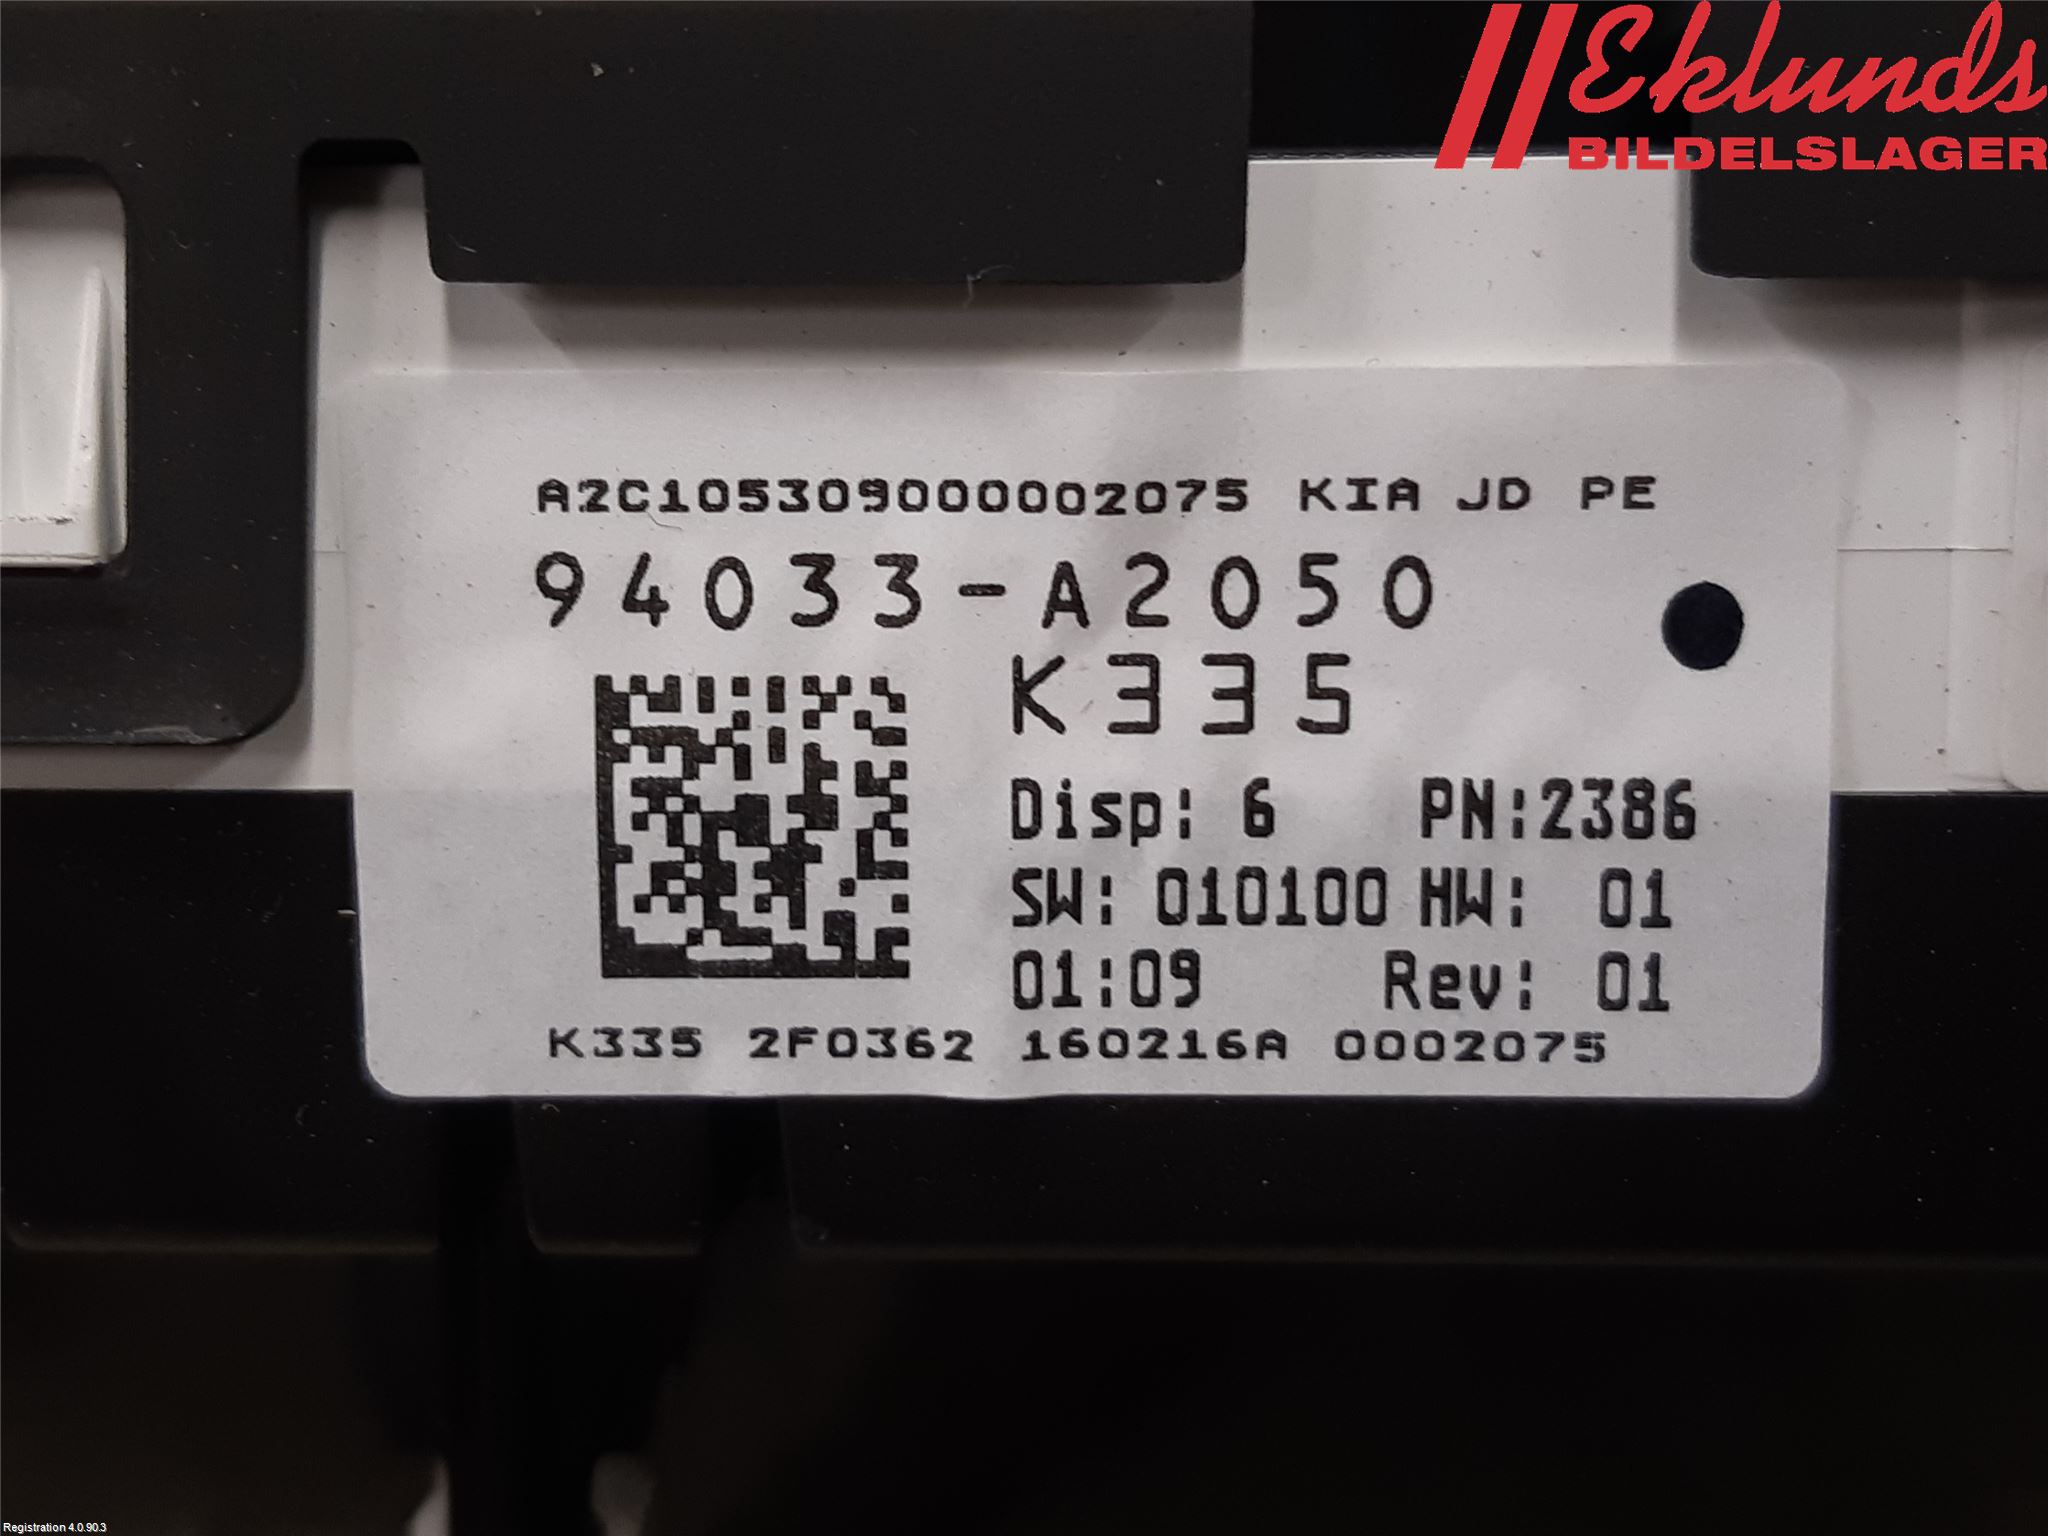 Eklunds
BILDELSLAGER
A2C1053090000002075 KIA JD PE
94033-A2050
K335
Disp: 6 PN:2386
SW: 010100 HW: 01
01:09 Rev: 01
K335 2F0362 160216A 0002075
Registration 4.0.90.3